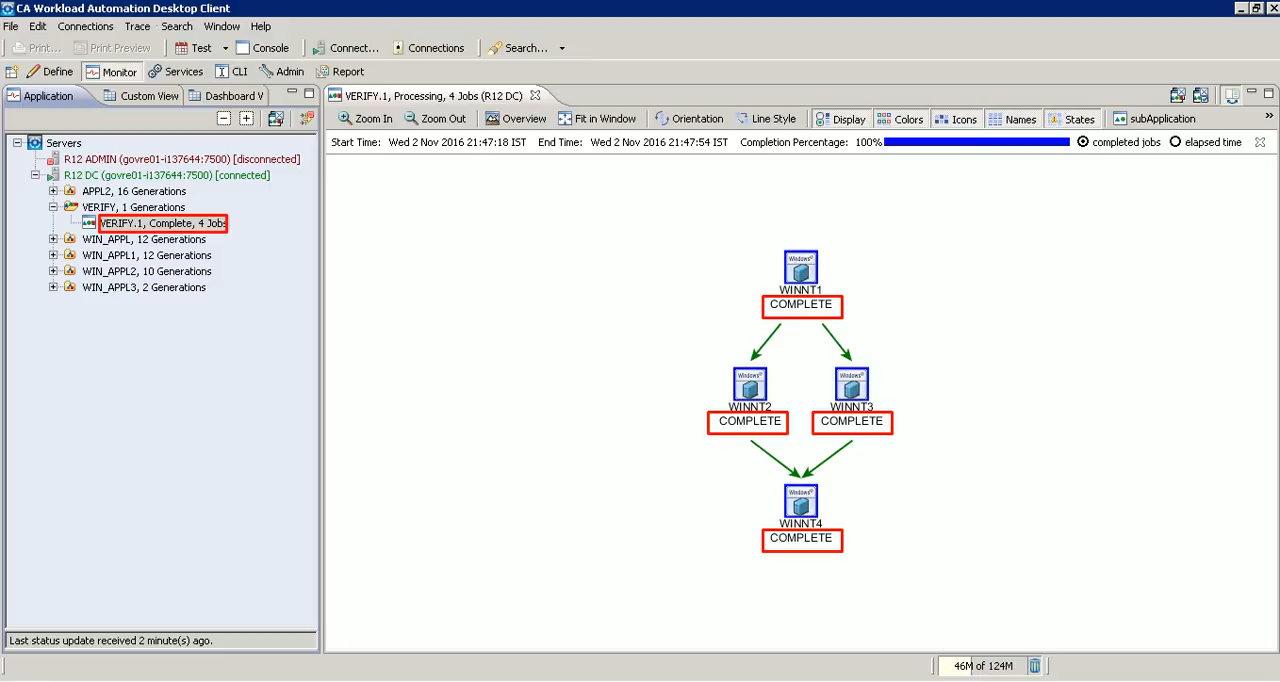 CA Workload Automation Desktop Client
File Edit Connections Trace Search Window Help
Print... Print Preview Test Console Connect... Connections Search...
Define Monitor Services CLI Admin Report
Application Custom View Dashboard V
Servers
R12 ADMIN (govre01-i137644:7500) [disconnected]
R12 DC (govre01-i137644:7500) [connected]
APPL2, 16 Generations
VERIFY, 1 Generations
VERIFY.1, Complete, 4 Jobs
WIN_APPL, 12 Generations
WIN_APPL1, 12 Generations
WIN_APPL2, 10 Generations
WIN_APPL3, 2 Generations
Last status update received 2 minute(s) ago.
VERIFY.1, Processing, 4 Jobs (R12 DC)
Zoom In Zoom Out Overview Fit in Window Orientation Line Style Display Colors Icons Names States subApplication
Start Time: Wed 2 Nov 2016 21:47:18 IST End Time: Wed 2 Nov 2016 21:47:54 IST Completion Percentage: 100% completed jobs elapsed time
Windows®
WINNT1
COMPLETE
Windows® Windows®
WINNT2 WINNT3
COMPLETE COMPLETE
Windows®
WINNT4
COMPLETE
46M of 124M